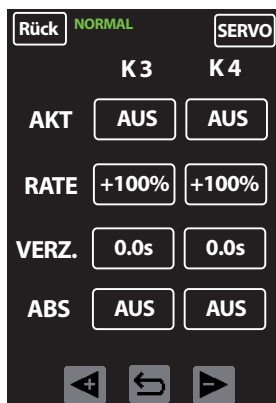 Rück NORMAL SERVO
K3 K4
AKT AUS AUS
RATE +100% +100%
VERZ. 0.0s 0.0s
ABS AUS AUS